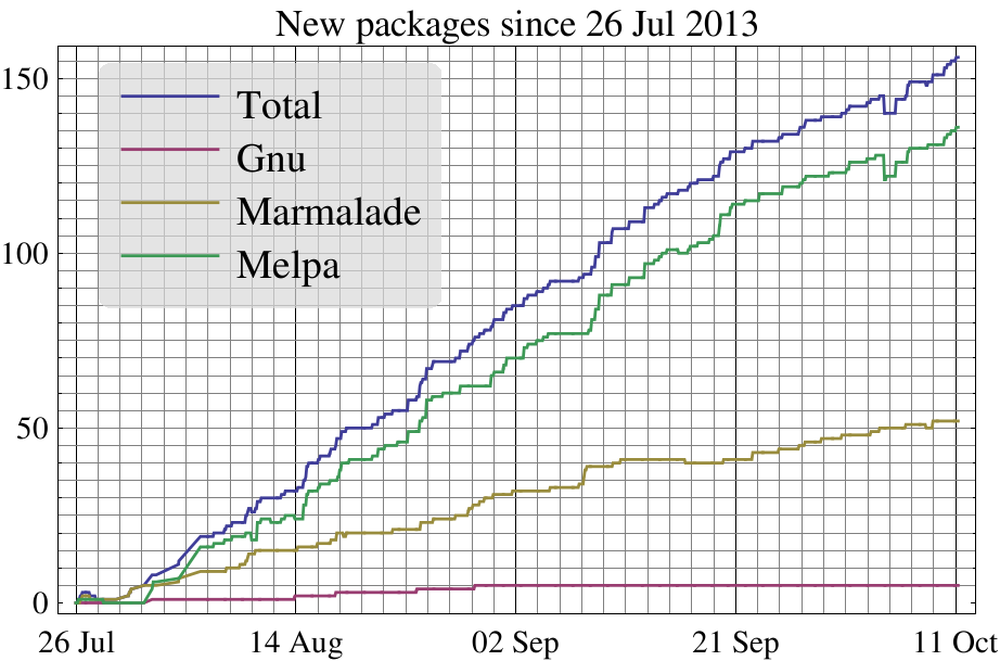 New packages since 26 Jul 2013
150
100
50
0
Total
Gnu
Marmalade
Melpa
26 Jul 14 Aug 02 Sep 21 Sep 11 Oct